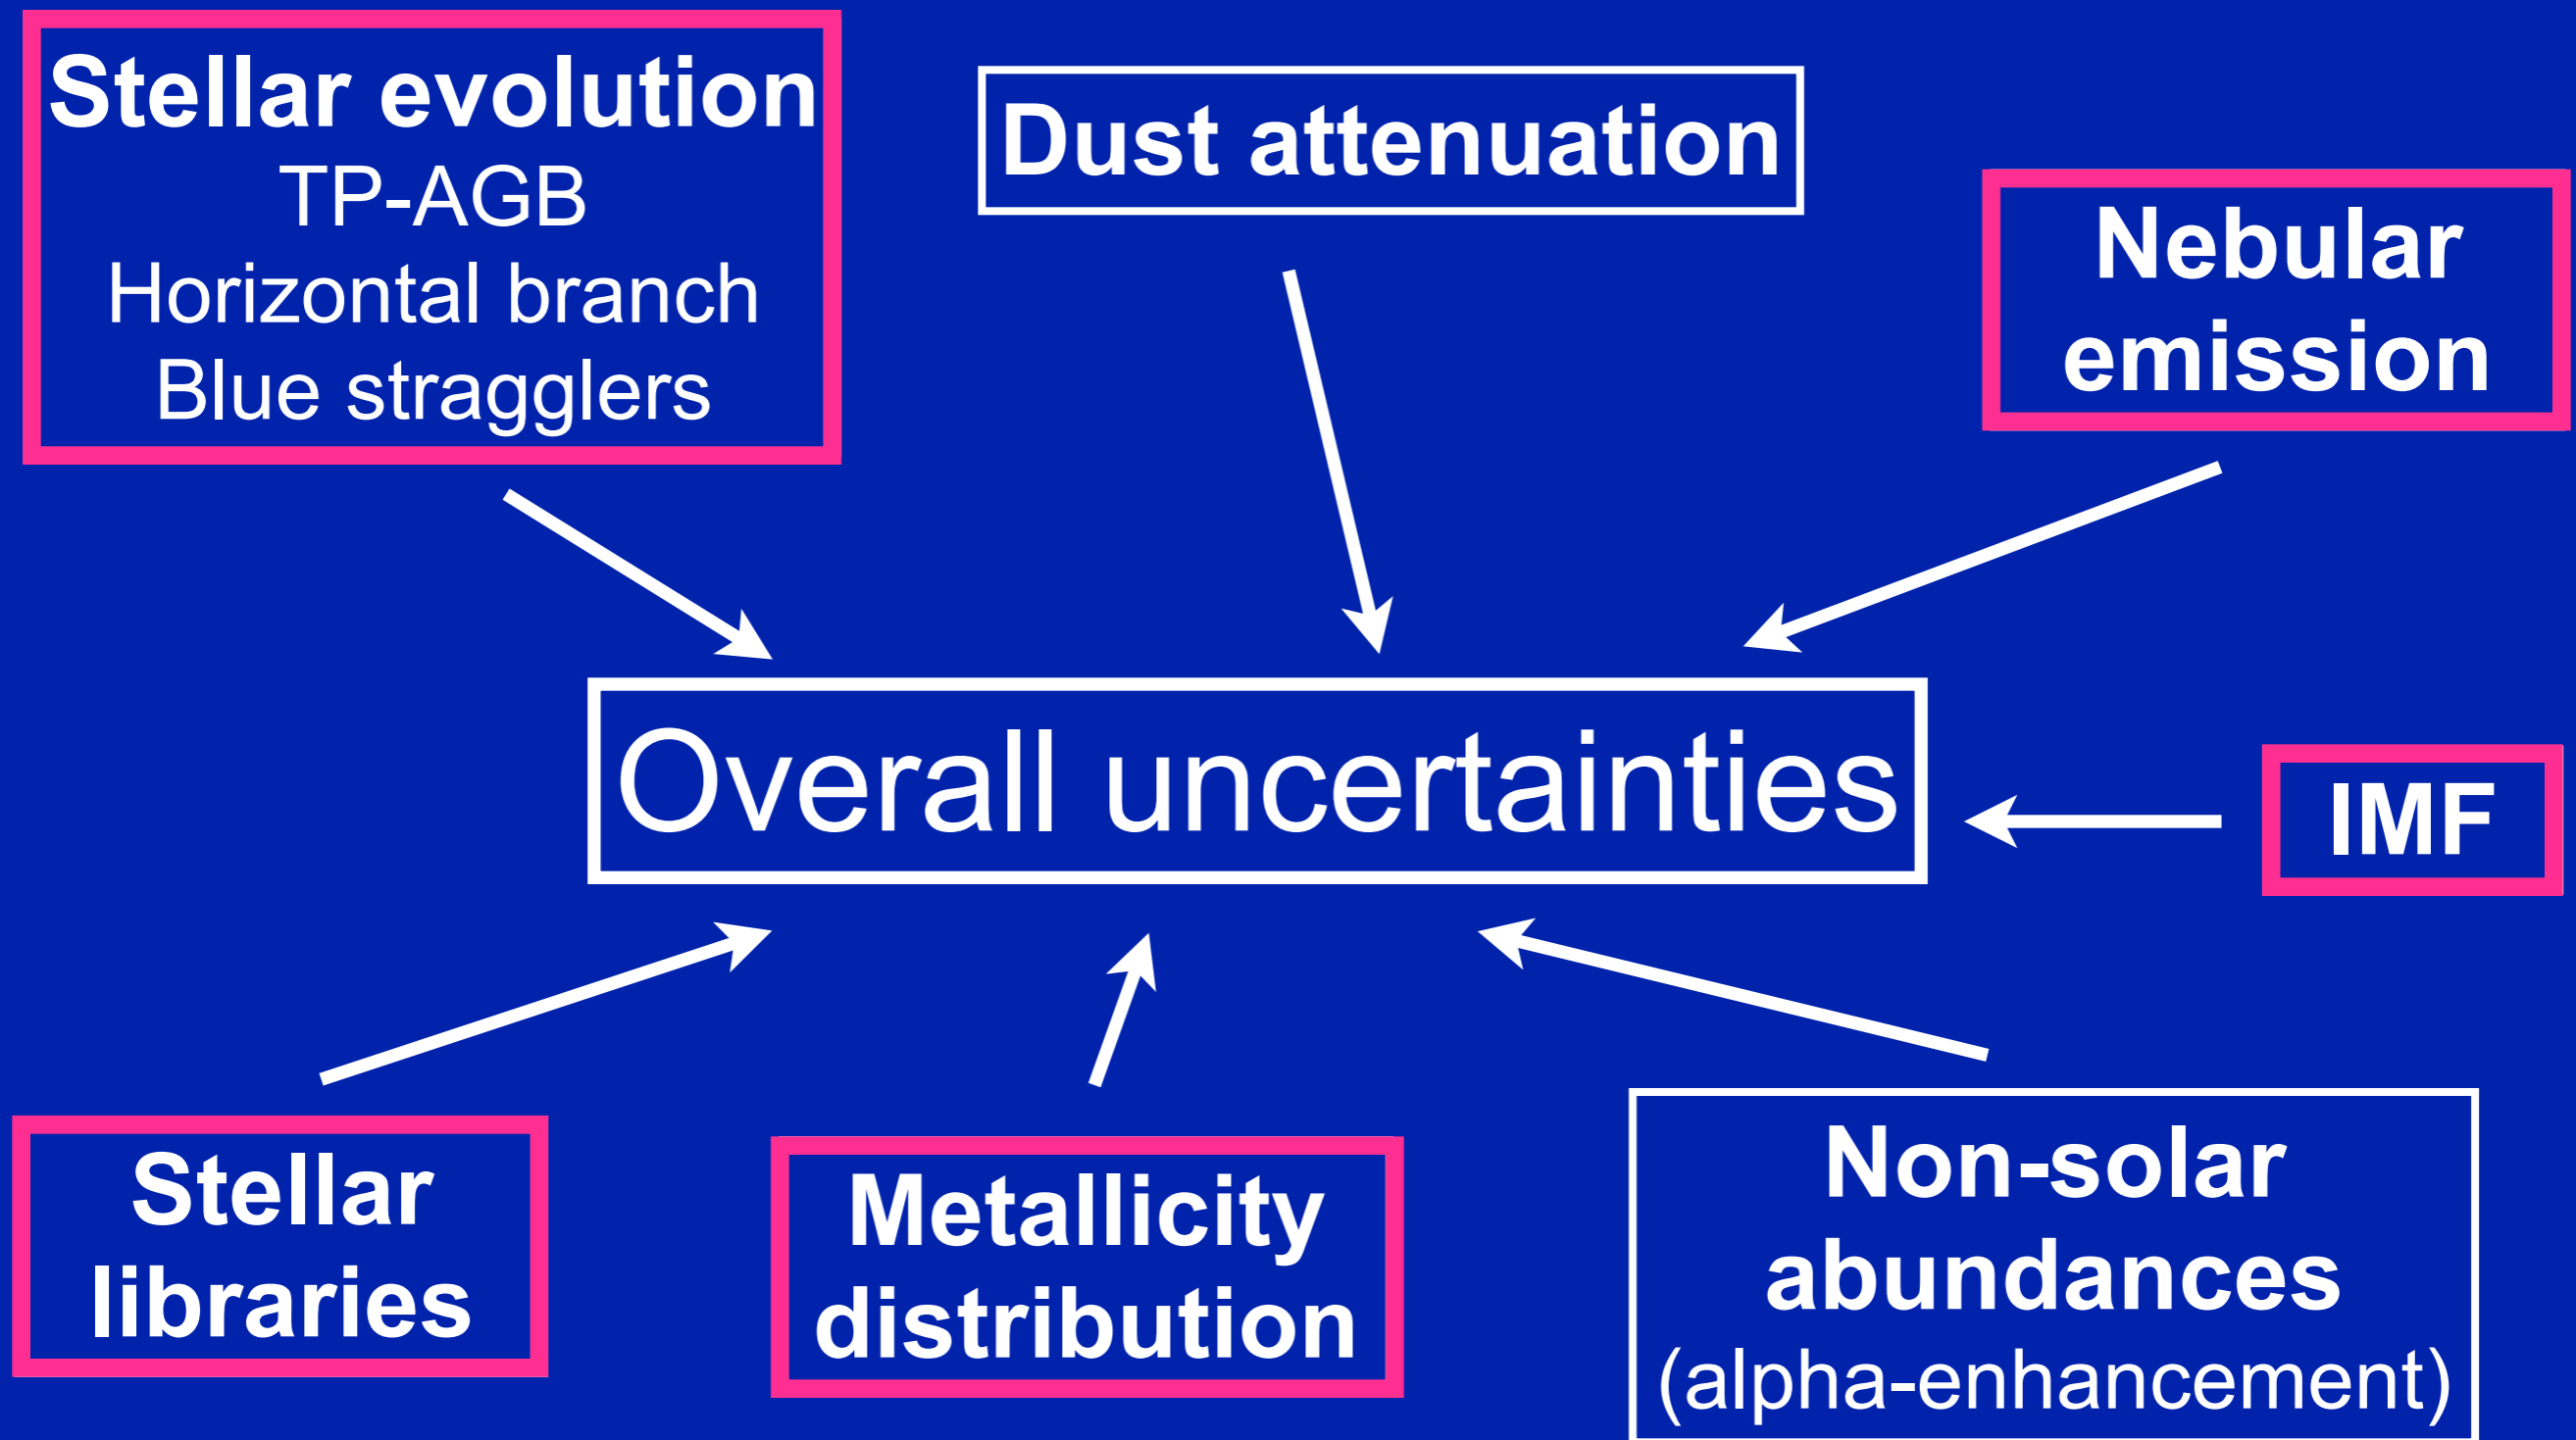 Stellar evolution
TP-AGB
Horizontal branch
Blue stragglers
Dust attenuation
Nebular
emission
Overall uncertainties
IMF
Stellar
libraries
Metallicity
distribution
Non-solar
abundances
(alpha-enhancement)